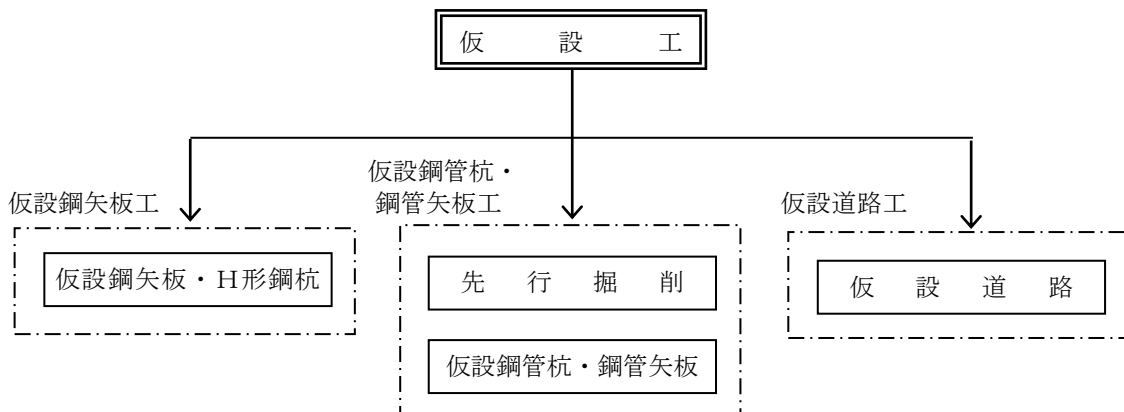 仮設工
仮設鋼矢板工
仮設鋼矢板・H形鋼杭
仮設鋼管杭・
鋼管矢板工
先行掘削
仮設鋼管杭・鋼管矢板
仮設道路工
仮設道路